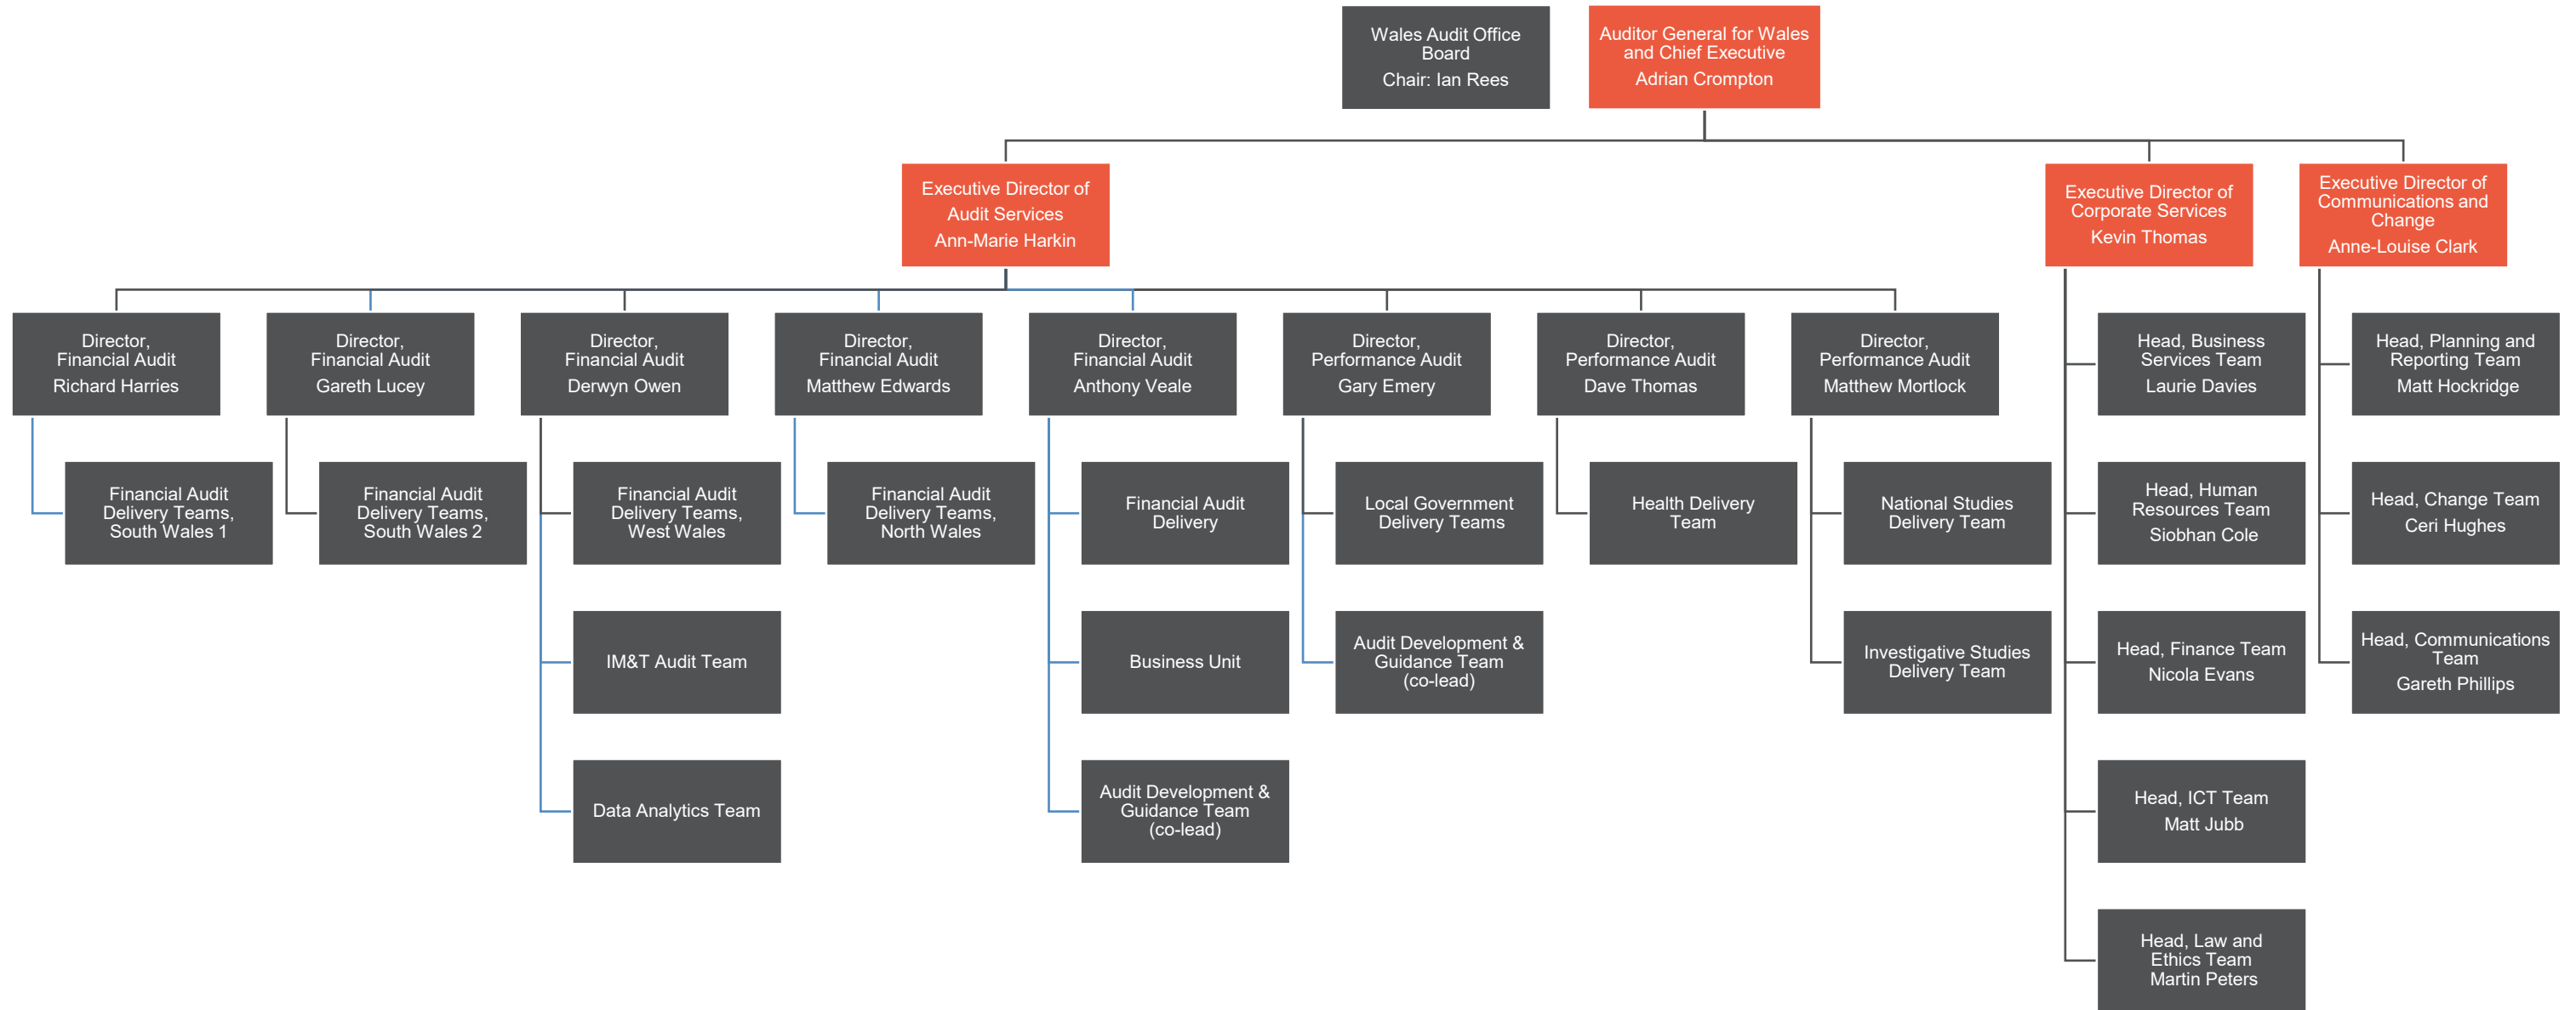 Wales Audit Office
Board
Chair: Ian Rees
Auditor General for Wales
and Chief Executive
Adrian Crompton
Executive Director of
Audit Services
Ann-Marie Harkin
Executive Director of
Corporate Services
Kevin Thomas
Executive Director of
Communications and
Change
Anne-Louise Clark
Director,
Financial Audit
Richard Harries
Director,
Financial Audit
Gareth Lucey
Director,
Financial Audit
Derwyn Owen
Director,
Financial Audit
Matthew Edwards
Director,
Financial Audit
Anthony Veale
Director,
Performance Audit
Gary Emery
Director,
Performance Audit
Dave Thomas
Director,
Performance Audit
Matthew Mortlock
Head, Business
Services Team
Laurie Davies
Head, Planning and
Reporting Team
Matt Hockridge
Financial Audit
Delivery Teams,
South Wales 1
Financial Audit
Delivery Teams,
South Wales 2
Financial Audit
Delivery Teams,
West Wales
Financial Audit
Delivery Teams,
North Wales
Financial Audit
Delivery
Local Government
Delivery Teams
Health Delivery
Team
National Studies
Delivery Team
Head, Human
Resources Team
Siobhan Cole
Head, Change Team
Ceri Hughes
IM&T Audit Team
Business Unit
Audit Development &
Guidance Team
(co-lead)
Investigative Studies
Delivery Team
Head, Finance Team
Nicola Evans
Head, Communications
Team
Gareth Phillips
Data Analytics Team
Audit Development &
Guidance Team
(co-lead)
Head, ICT Team
Matt Jubb
Head, Law and
Ethics Team
Martin Peters